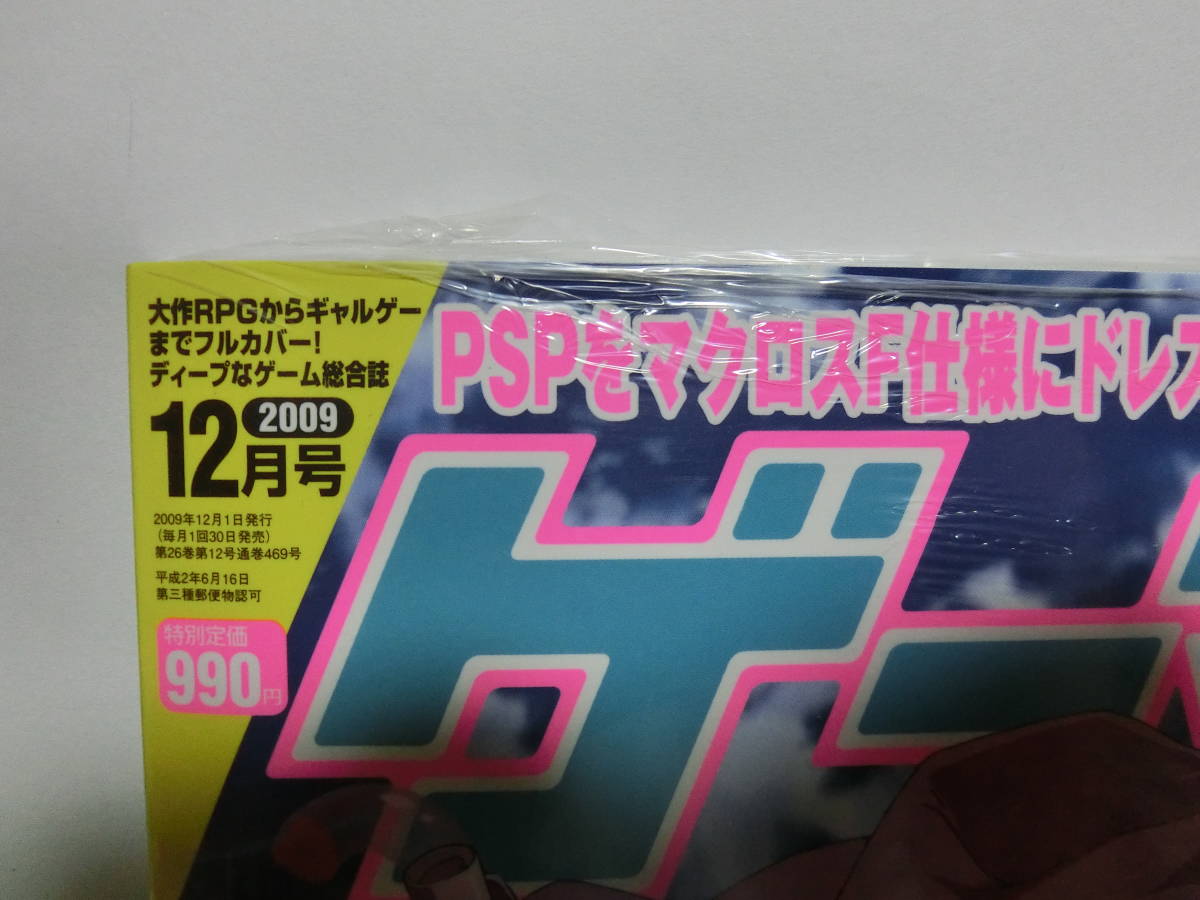 大作RPGからギャルゲー
までフルカバー!
ディープなゲーム総合誌
2009
12月号
2009年12月1日発行
(毎月1回30日発売)
第26巻第12号通巻469号
平成2年6月16日
第三種郵便物認可
特別定価
990円
PSPをマクロスF仕様にドレス
ゲー